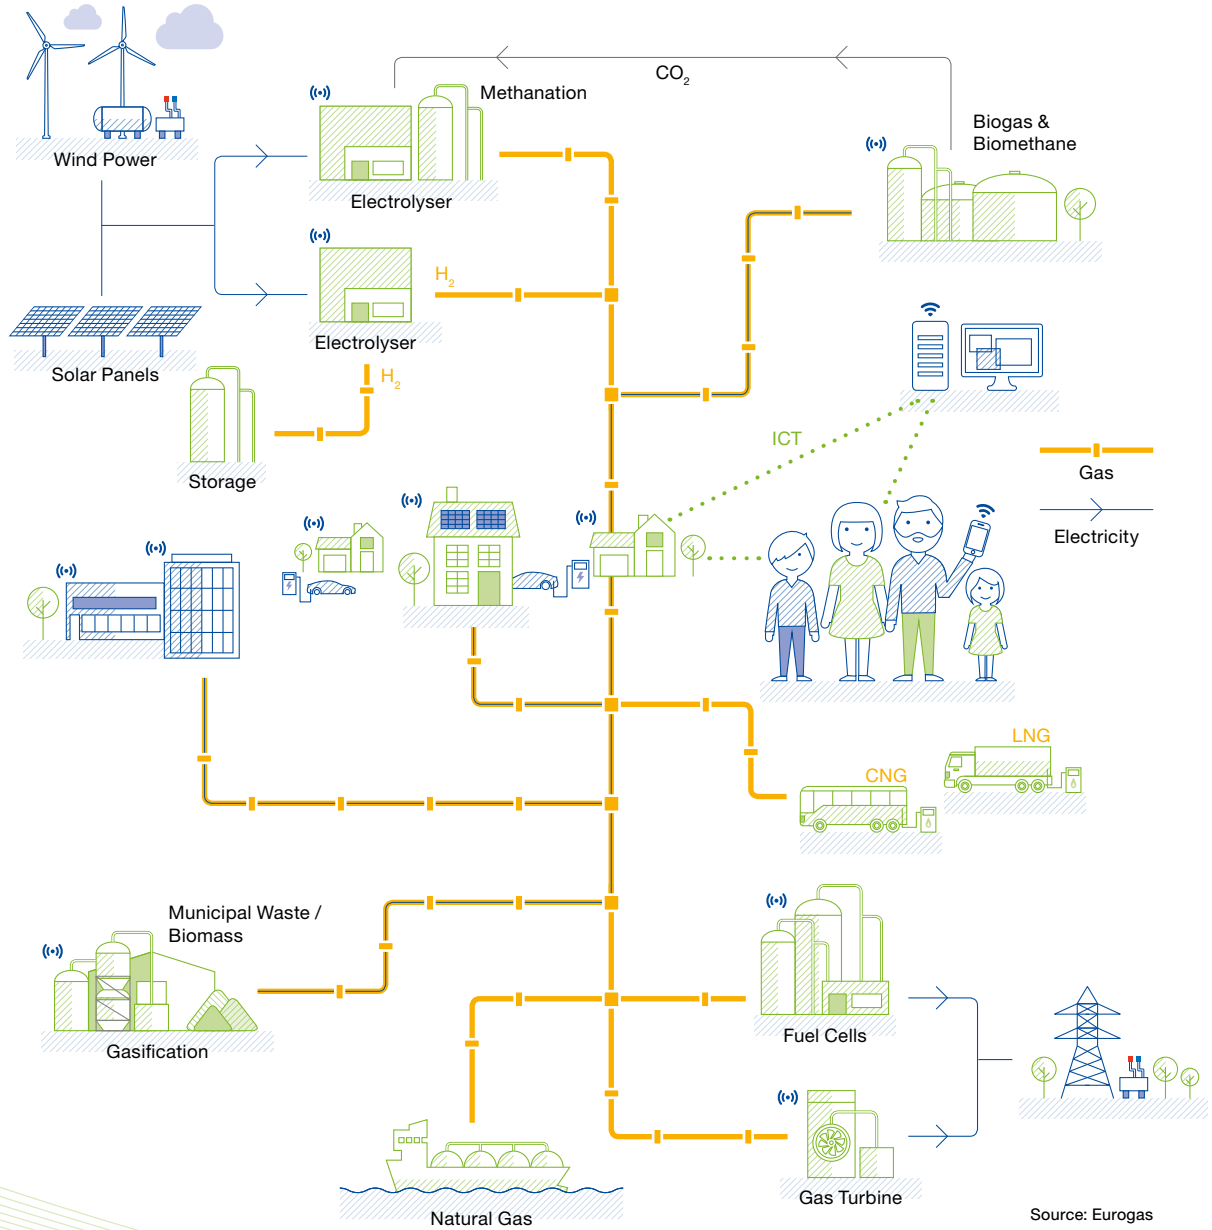 CO₂
Methanation
Biogas &
Biomethane
Wind Power
Electrolyser
H₂
Electrolyser
Solar Panels
H₂
ICT
Gas
Storage
Electricity
LNG
CNG
Municipal Waste /
Biomass
Fuel Cells
Gasification
Gas Turbine
Natural Gas
Source: Eurogas